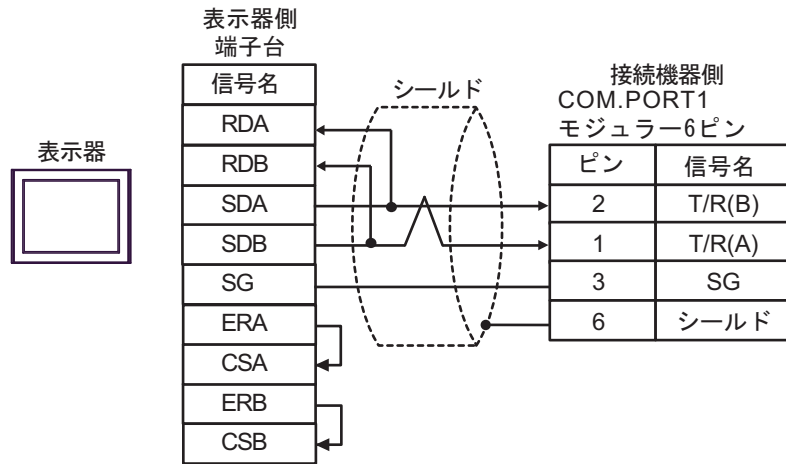 表示器側
端子台
信号名
RDA
RDB
SDA
SDB
SG
ERA
CSA
ERB
CSB
表示器
シールド
接続機器側
COM.PORT1
モジュラー6ピン
ピン 信号名
2 T/R(B)
1 T/R(A)
3 SG
6 シールド